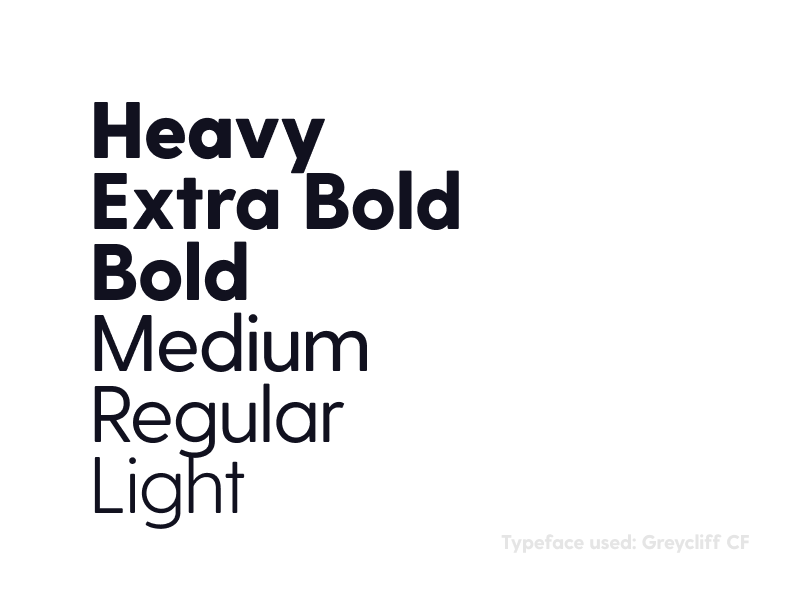 Heavy
Extra Bold
Bold
Medium
Regular
Light
Typeface used: Greycliff CF